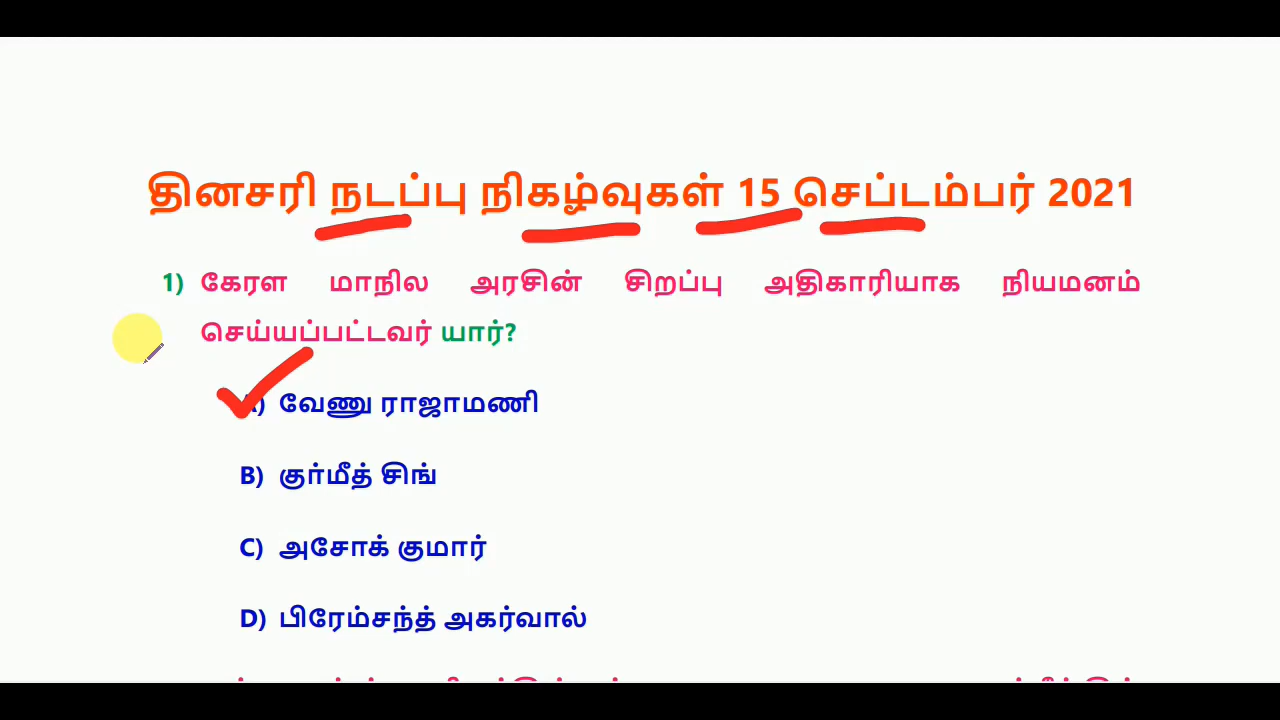 தினசரி நடப்பு நிகழ்வுகள் 15 செப்டம்பர் 2021
1) கேரள மாநில அரசின் சிறப்பு அதிகாரியாக நியமனம்
செய்யப்பட்டவர் யார்?
A) வேணு ராஜாமணி
B) குர்மீத் சிங்
C) அசோக் குமார்
D) பிரேம்சந்த் அகர்வால்